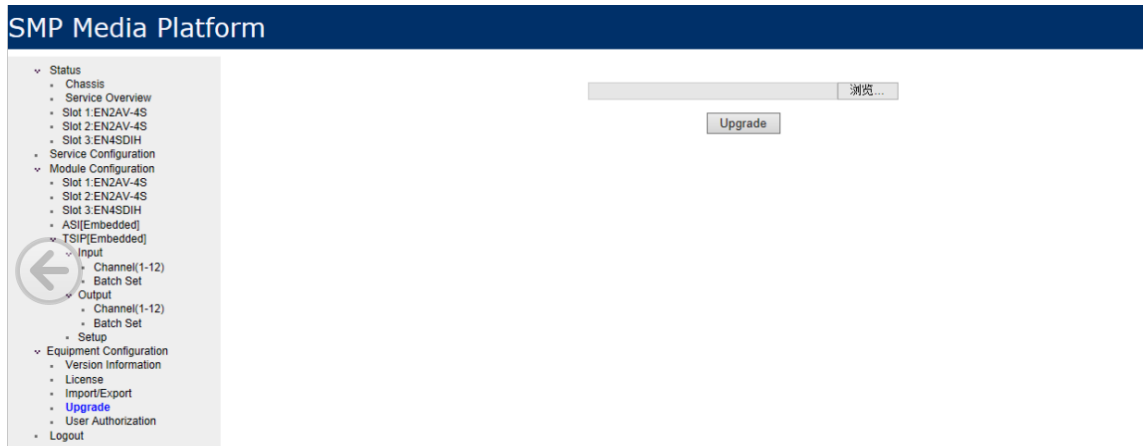 SMP Media Platform
Status
Chassis
Service Overview
Slot 1:EN2AV-4S
Slot 2:EN2AV-4S
Slot 3:EN4SDIH
Service Configuration
Module Configuration
Slot 1:EN2AV-4S
Slot 2:EN2AV-4S
Slot 3:EN4SDIH
ASI[Embedded]
TSIP[Embedded]
Input
Channel(1-12)
Batch Set
Output
Channel(1-12)
Batch Set
Setup
Equipment Configuration
Version Information
License
Import/Export
Upgrade
User Authorization
Logout
浏览...
Upgrade